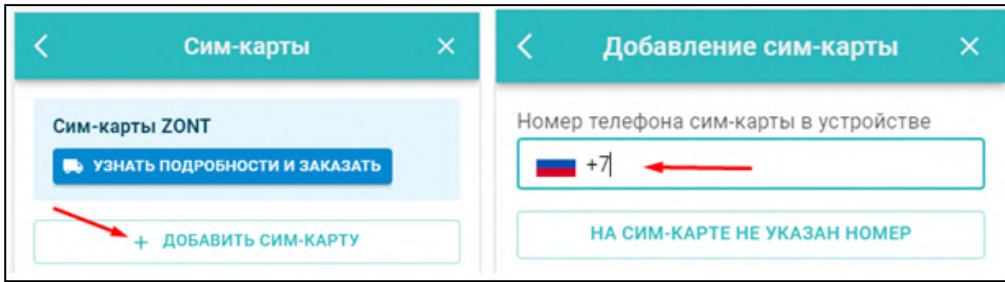 Сим-карты
Сим-карты ZONT
УЗНАТЬ ПОДРОБНОСТИ И ЗАКАЗАТЬ
+ ДОБАВИТЬ СИМ-КАРТУ
Добавление сим-карты
Номер телефона сим-карты в устройстве
+7
НА СИМ-КАРТЕ НЕ УКАЗАН НОМЕР